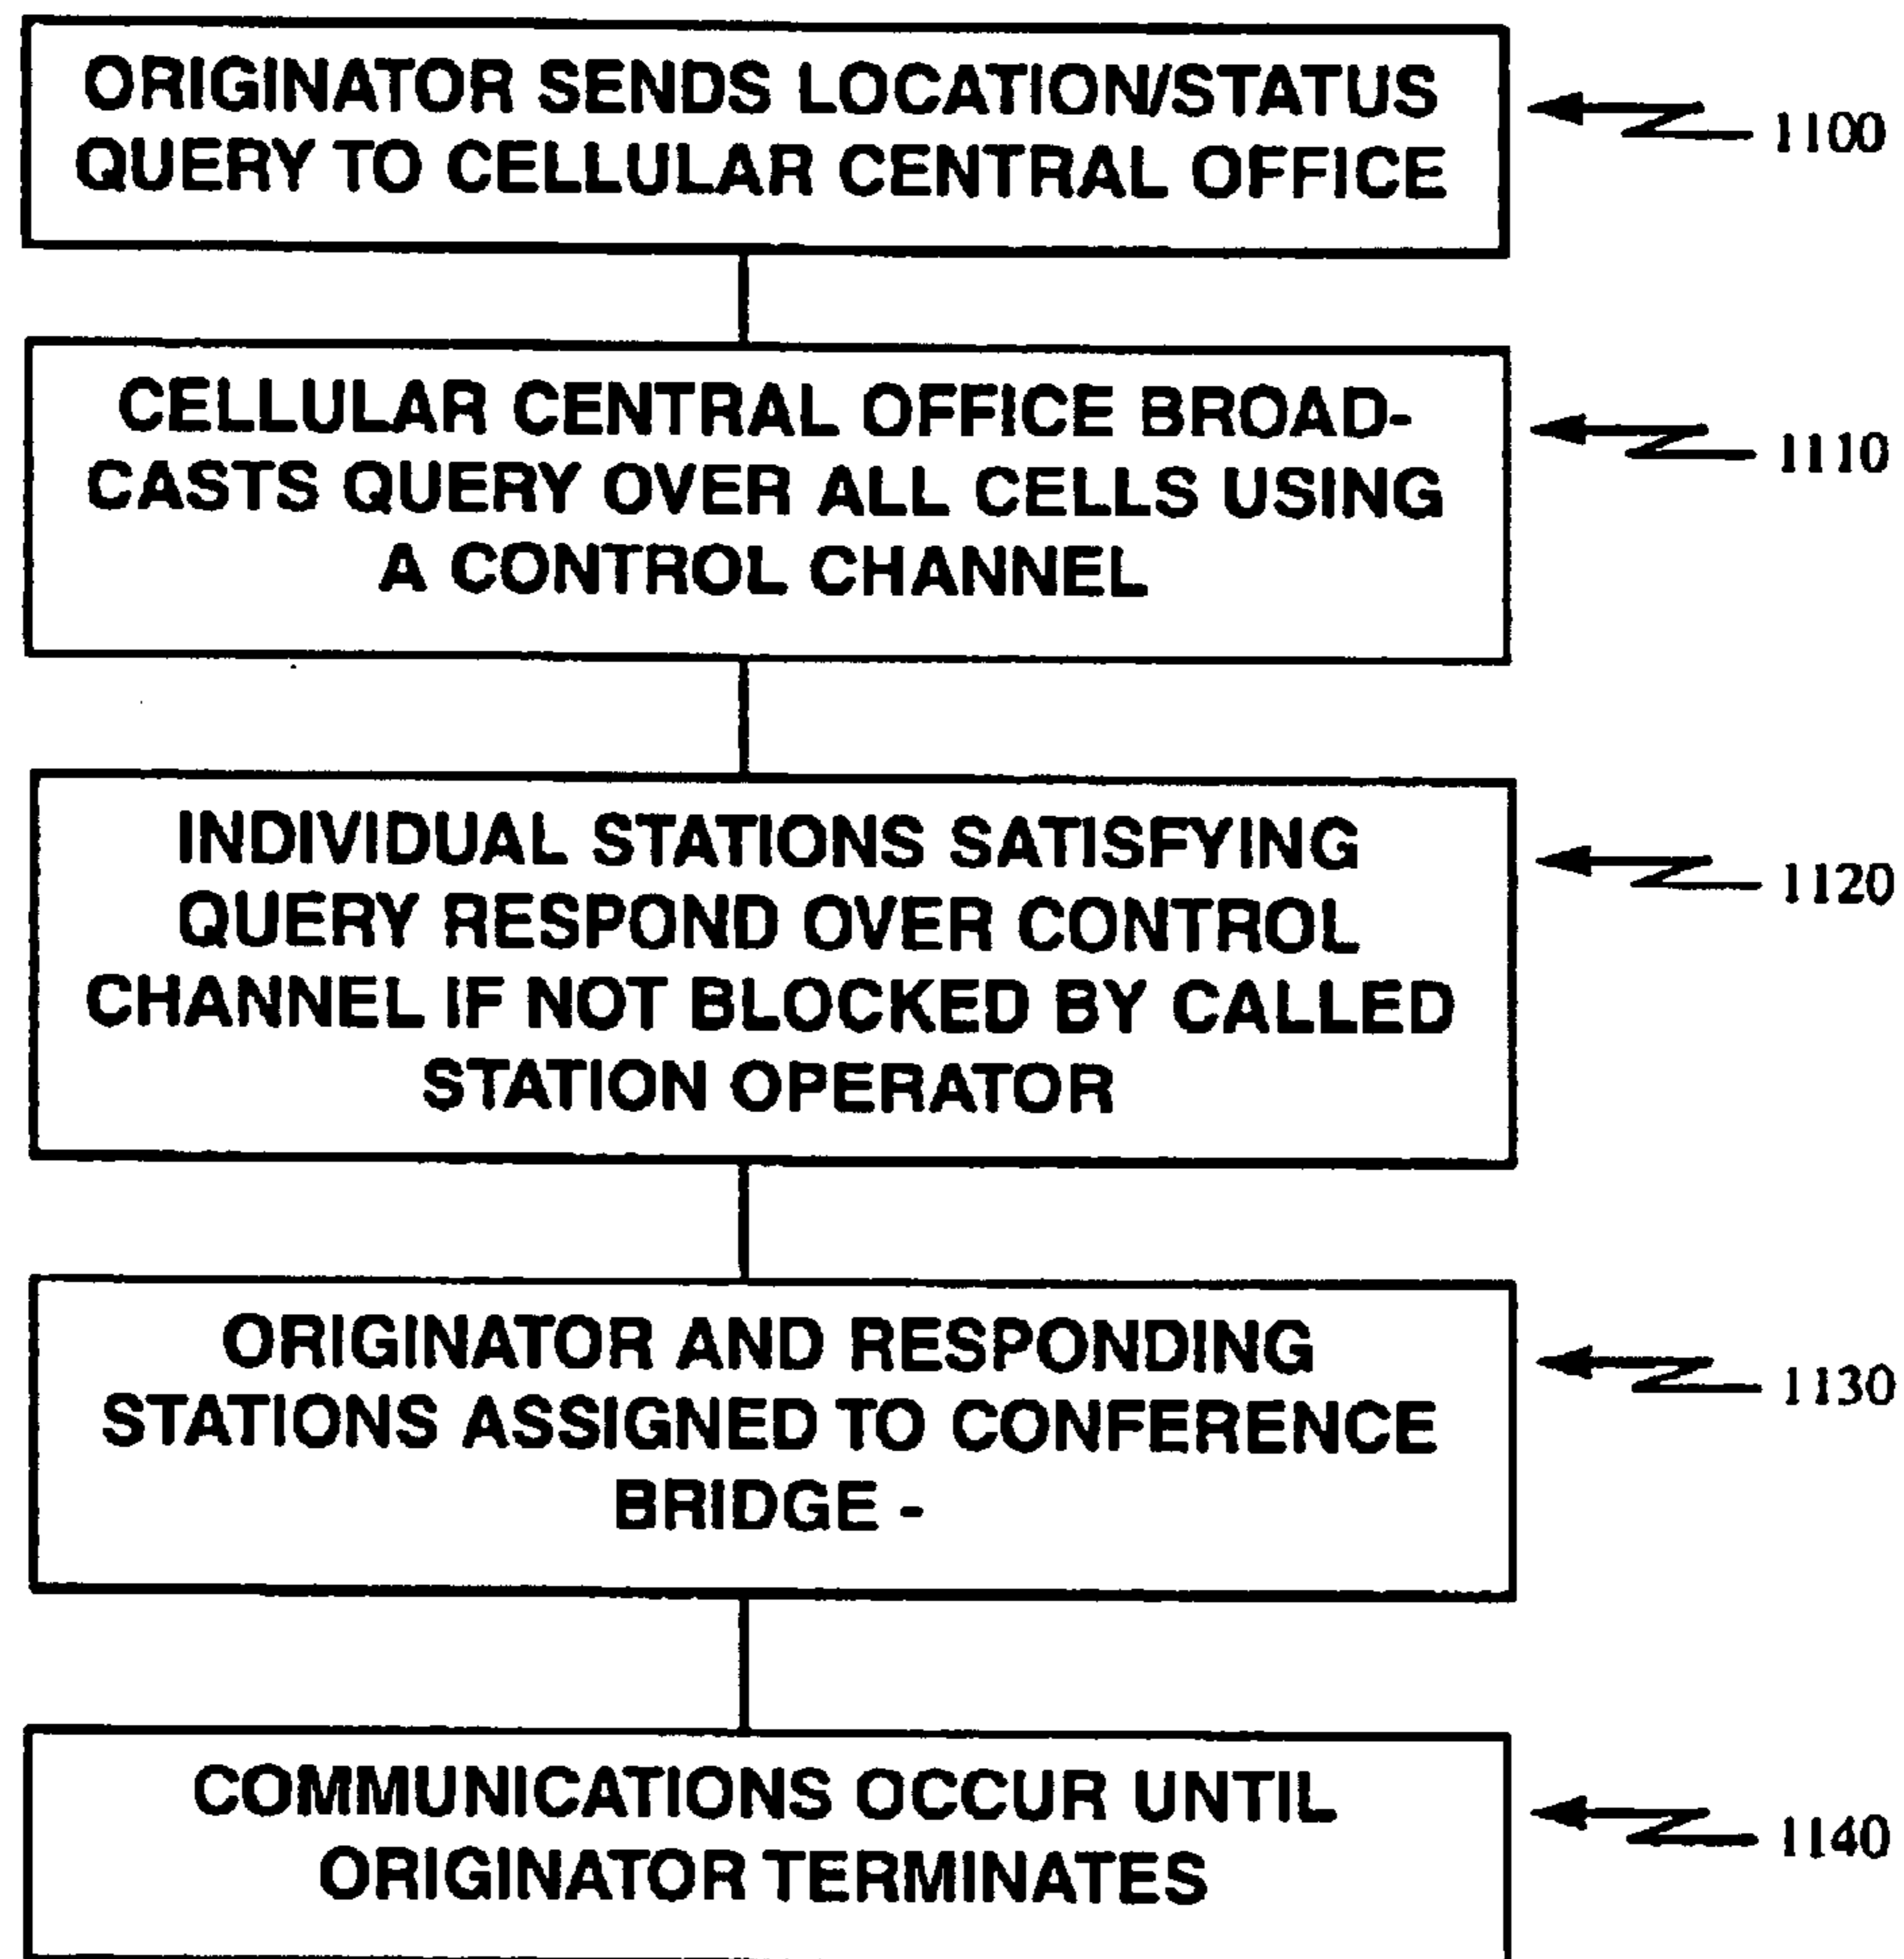 ORIGINATOR SENDS LOCATION/STATUS
QUERY TO CELLULAR CENTRAL OFFICE
1100
CELLULAR CENTRAL OFFICE BROAD-
CASTS QUERY OVER ALL CELLS USING
A CONTROL CHANNEL
1110
INDIVIDUAL STATIONS SATISFYING
QUERY RESPOND OVER CONTROL
CHANNEL IF NOT BLOCKED BY CALLED
STATION OPERATOR
1120
ORIGINATOR AND RESPONDING
STATIONS ASSIGNED TO CONFERENCE
BRIDGE -
1130
COMMUNICATIONS OCCUR UNTIL
ORIGINATOR TERMINATES
1140